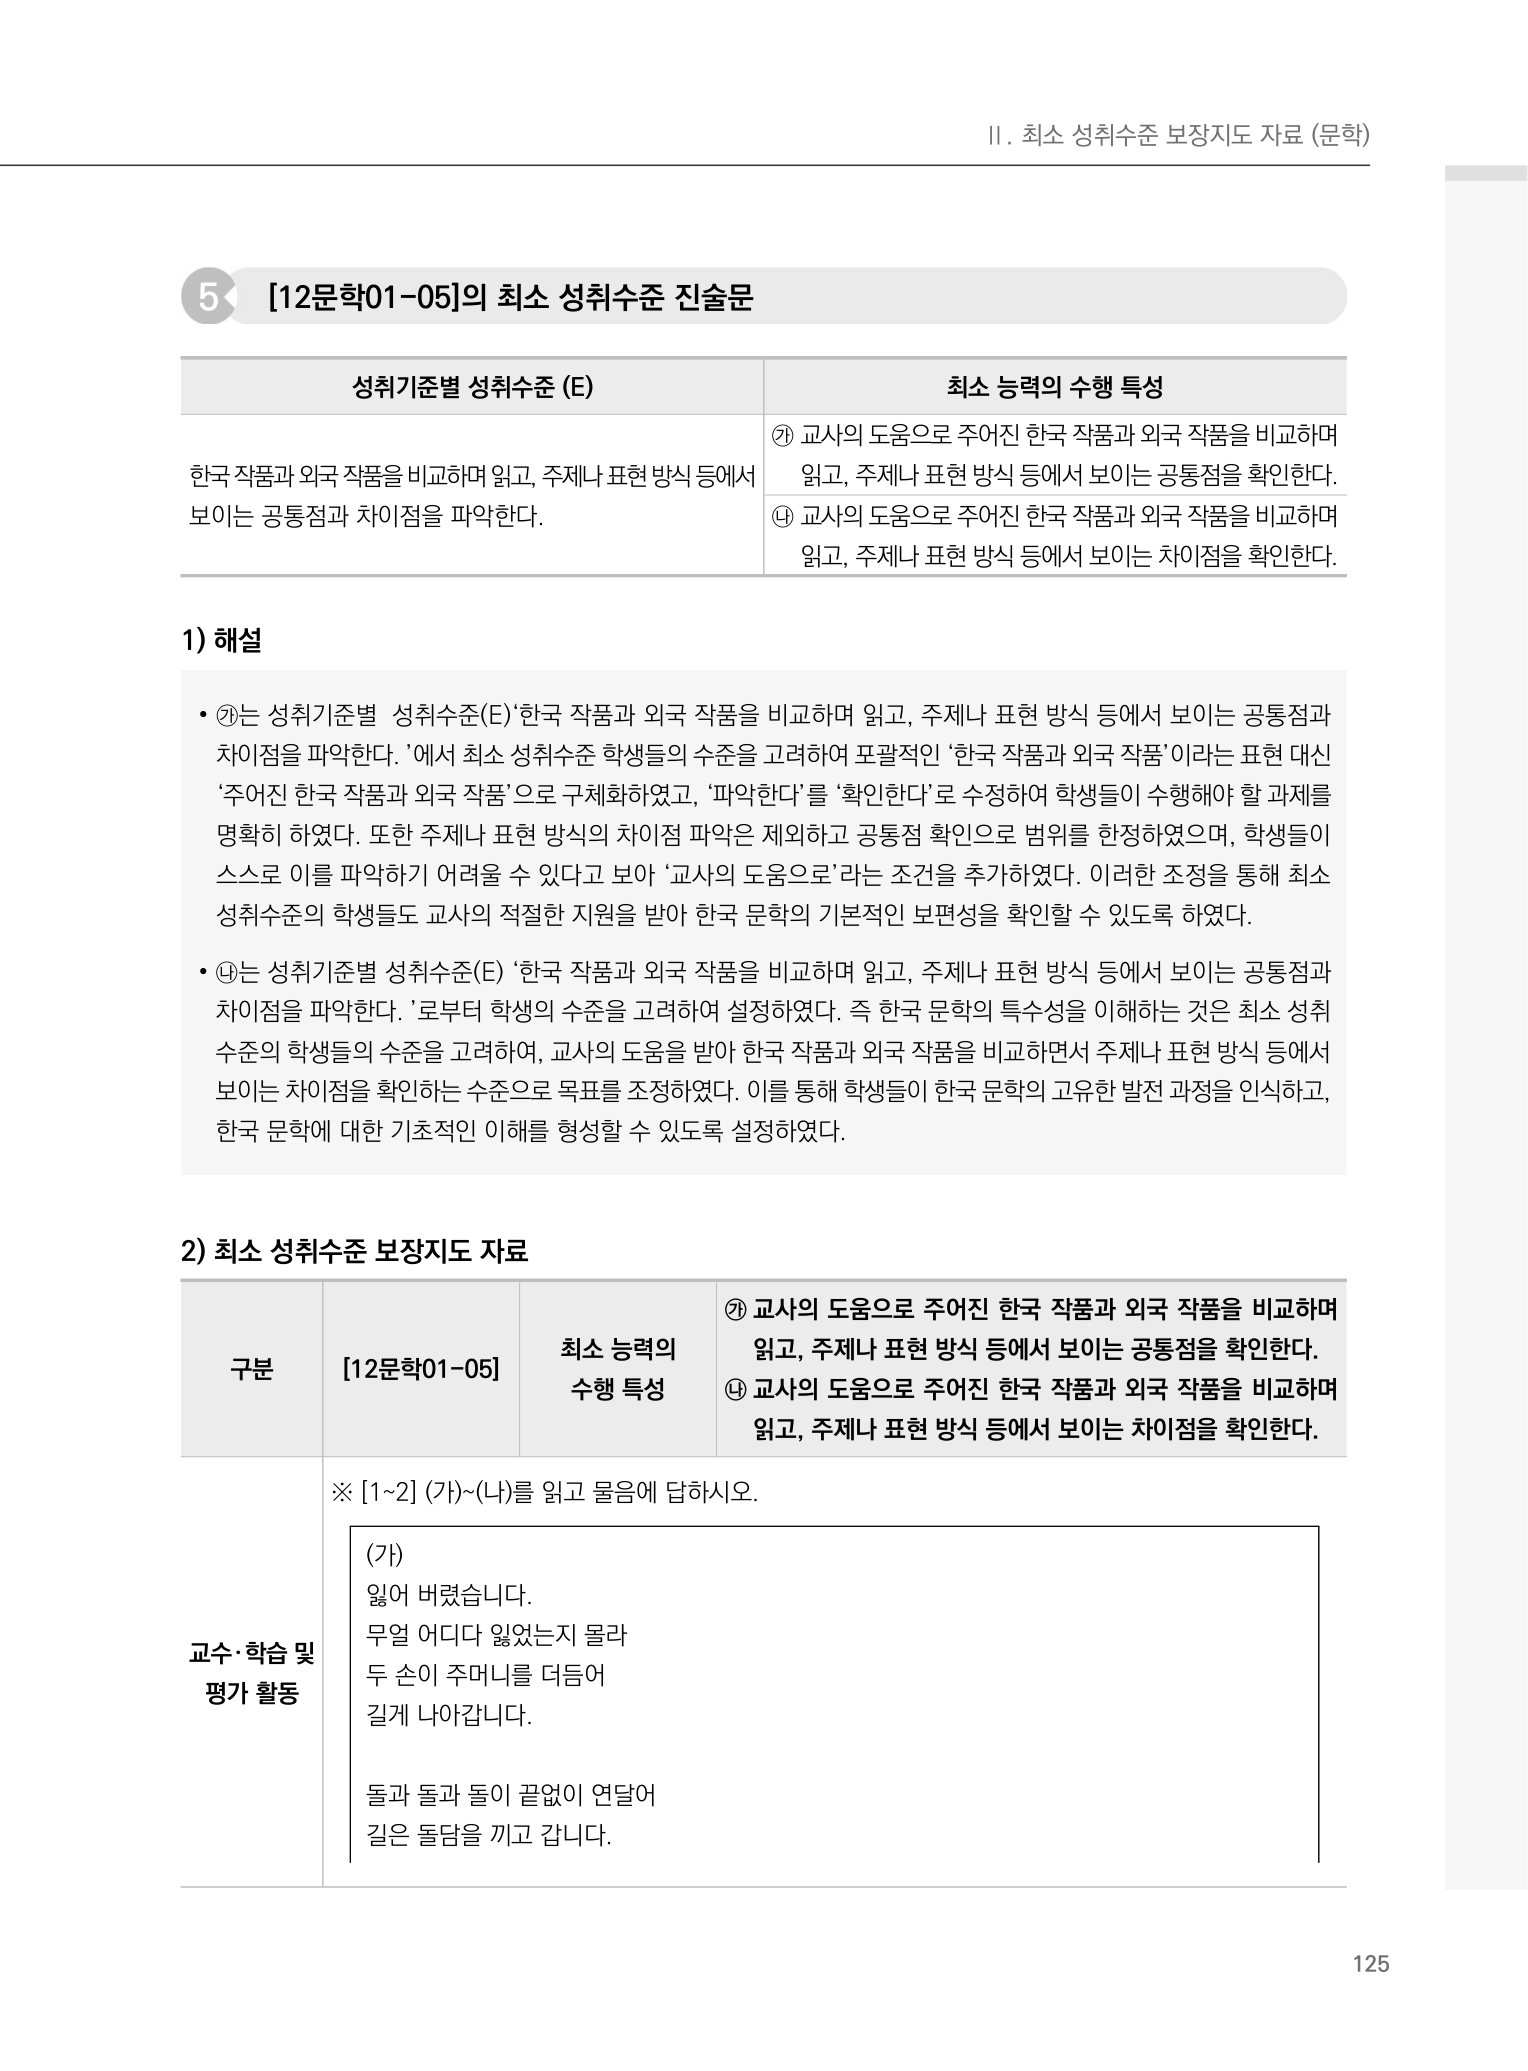 Ⅱ. 최소 성취수준 보장지도 자료 (문학)
5 [12문학01-05]의 최소 성취수준 진술문
성취기준별 성취수준 (E) 최소 능력의 수행 특성
한국 작품과 외국 작품을 비교하며 읽고, 주제나 표현 방식 등에서
보이는 공통점과 차이점을 파악한다.
㉮ 교사의 도움으로 주어진 한국 작품과 외국 작품을 비교하며
읽고, 주제나 표현 방식 등에서 보이는 공통점을 확인한다.
㉯ 교사의 도움으로 주어진 한국 작품과 외국 작품을 비교하며
읽고, 주제나 표현 방식 등에서 보이는 차이점을 확인한다.
1) 해설
• ㉮는 성취기준별 성취수준(E)‘한국 작품과 외국 작품을 비교하며 읽고, 주제나 표현 방식 등에서 보이는 공통점과
차이점을 파악한다. ’에서 최소 성취수준 학생들의 수준을 고려하여 포괄적인 ‘한국 작품과 외국 작품’이라는 표현 대신
‘주어진 한국 작품과 외국 작품’으로 구체화하였고, ‘파악한다’를 ‘확인한다’로 수정하여 학생들이 수행해야 할 과제를
명확히 하였다. 또한 주제나 표현 방식의 차이점 파악은 제외하고 공통점 확인으로 범위를 한정하였으며, 학생들이
스스로 이를 파악하기 어려울 수 있다고 보아 ‘교사의 도움으로’라는 조건을 추가하였다. 이러한 조정을 통해 최소
성취수준의 학생들도 교사의 적절한 지원을 받아 한국 문학의 기본적인 보편성을 확인할 수 있도록 하였다.
• ㉯는 성취기준별 성취수준(E) ‘한국 작품과 외국 작품을 비교하며 읽고, 주제나 표현 방식 등에서 보이는 공통점과
차이점을 파악한다. ’로부터 학생의 수준을 고려하여 설정하였다. 즉 한국 문학의 특수성을 이해하는 것은 최소 성취
수준의 학생들의 수준을 고려하여, 교사의 도움을 받아 한국 작품과 외국 작품을 비교하면서 주제나 표현 방식 등에서
보이는 차이점을 확인하는 수준으로 목표를 조정하였다. 이를 통해 학생들이 한국 문학의 고유한 발전 과정을 인식하고,
한국 문학에 대한 기초적인 이해를 형성할 수 있도록 설정하였다.
2) 최소 성취수준 보장지도 자료
구분
[12문학01-05]
최소 능력의
수행 특성
㉮ 교사의 도움으로 주어진 한국 작품과 외국 작품을 비교하며
읽고, 주제나 표현 방식 등에서 보이는 공통점을 확인한다.
㉯ 교사의 도움으로 주어진 한국 작품과 외국 작품을 비교하며
읽고, 주제나 표현 방식 등에서 보이는 차이점을 확인한다.
교수·학습 및
평가 활동
※ [1~2] (가)~(나)를 읽고 물음에 답하시오.
(가)
잃어 버렸습니다.
무얼 어디다 잃었는지 몰라
두 손이 주머니를 더듬어
길게 나아갑니다.
돌과 돌과 돌이 끝없이 연달어
길은 돌담을 끼고 갑니다.
125